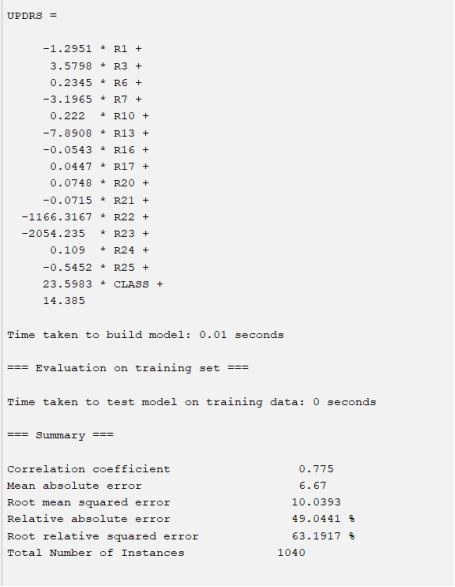 UPDRS =
-1.2951 * R1 +
3.5798 * R3 +
0.2345 * R6 +
-3.1965 * R7 +
0.222 * R10 +
-7.8908 * R13 +
-0.0543 * R16 +
0.0447 * R17 +
0.0748 * R20 +
-0.0715 * R21 +
-1166.3167 * R22 +
-2054.235 * R23 +
0.109 * R24 +
-0.5452 * R25 +
23.5983 * CLASS +
14.385
Time taken to build model: 0.01 seconds
=== Evaluation on training set ===
Time taken to test model on training data: 0 seconds
=== Summary ===
Correlation coefficient 0.775
Mean absolute error 6.67
Root mean squared error 10.0393
Relative absolute error 49.0441 %
Root relative squared error 63.1917 %
Total Number of Instances 1040